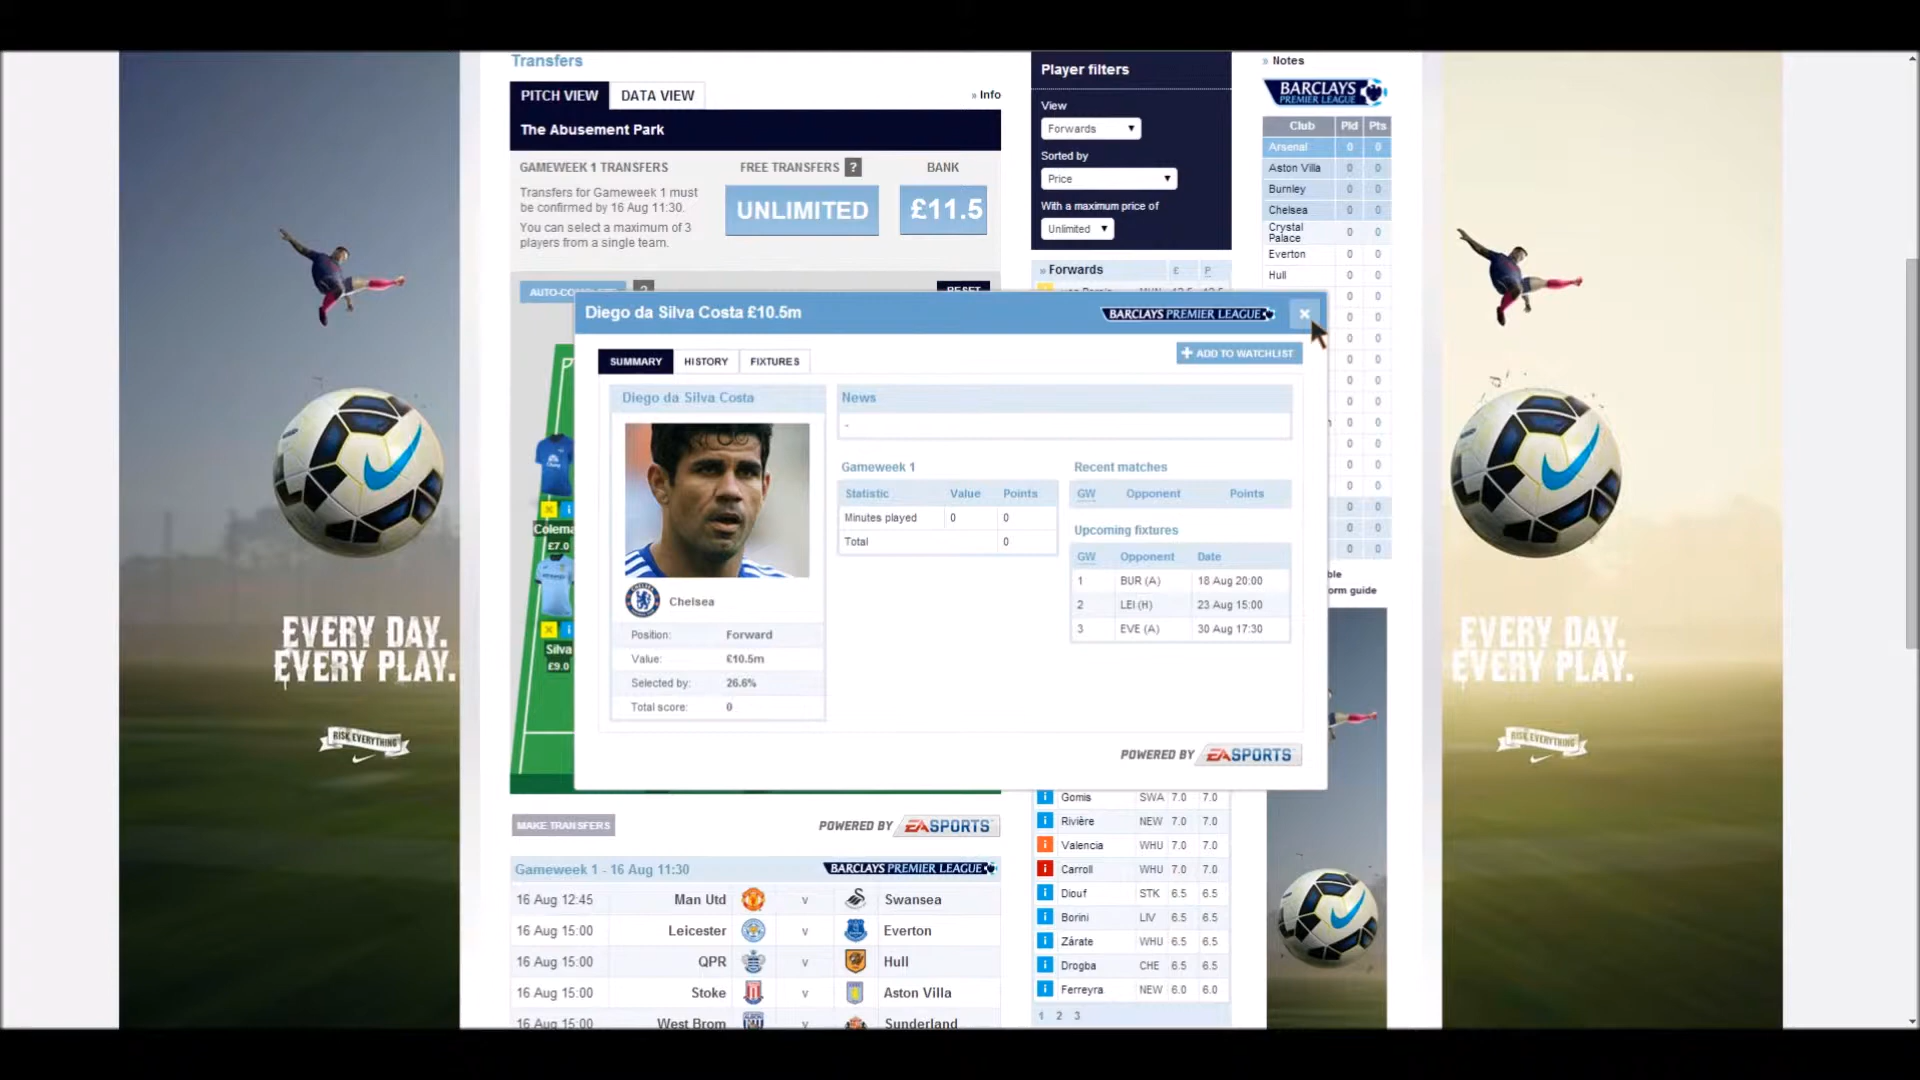 Transfers
PITCH VIEW
DATA VIEW
» Info
The Abusement Park
GAMEWEEK 1 TRANSFERS
Transfers for Gameweek 1 must
be confirmed by 16 Aug 11:30.
You can select a maximum of 3
players from a single team.
FREE TRANSFERS ?
UNLIMITED
BANK
£11.5
Player filters
View
Forwards
Sorted by
Price
With a maximum price of
Unlimited
» Forwards £ P
» Notes
BARCLAYS
PREMIER LEAGUE
Club Pld Pts
Arsenal 0 0
Aston Villa 0 0
Burnley 0 0
Chelsea 0 0
Crystal
Palace 0 0
Everton 0 0
Hull 0 0
Diego da Silva Costa £10.5m
BARCLAYS PREMIER LEAGUE
SUMMARY
HISTORY
FIXTURES
+ ADD TO WATCHLIST
Diego da Silva Costa
Chelsea
Position: Forward
Value: £10.5m
Selected by: 26.6%
Total score: 0
News
-
Gameweek 1
Statistic Value Points
Minutes played 0 0
Total 0
Recent matches
GW Opponent Points
Upcoming fixtures
GW Opponent Date
1 BUR (A) 18 Aug 20:00
2 LEI (H) 23 Aug 15:00
3 EVE (A) 30 Aug 17:30
POWERED BY EA SPORTS
£7.0
Silva
£9.0
MAKE TRANSFERS
POWERED BY EA SPORTS
Gameweek 1 - 16 Aug 11:30
BARCLAYS PREMIER LEAGUE
16 Aug 12:45 Man Utd v Swansea
16 Aug 15:00 Leicester v Everton
16 Aug 15:00 QPR v Hull
16 Aug 15:00 Stoke v Aston Villa
16 Aug 15:00 West Brom v Sunderland
Gomis SWA 7.0 7.0
Rivière NEW 7.0 7.0
Valencia WHU 7.0 7.0
Carroll WHU 7.0 7.0
Diouf STK 6.5 6.5
Borini LIV 6.5 6.5
Zárate WHU 6.5 6.5
Drogba CHE 6.5 6.5
Ferreyra NEW 6.0 6.0
1 2 3
EVERY DAY.
EVERY PLAY.
RISK EVERYTHING
EVERY DAY.
EVERY PLAY.
RISK EVERYTHING